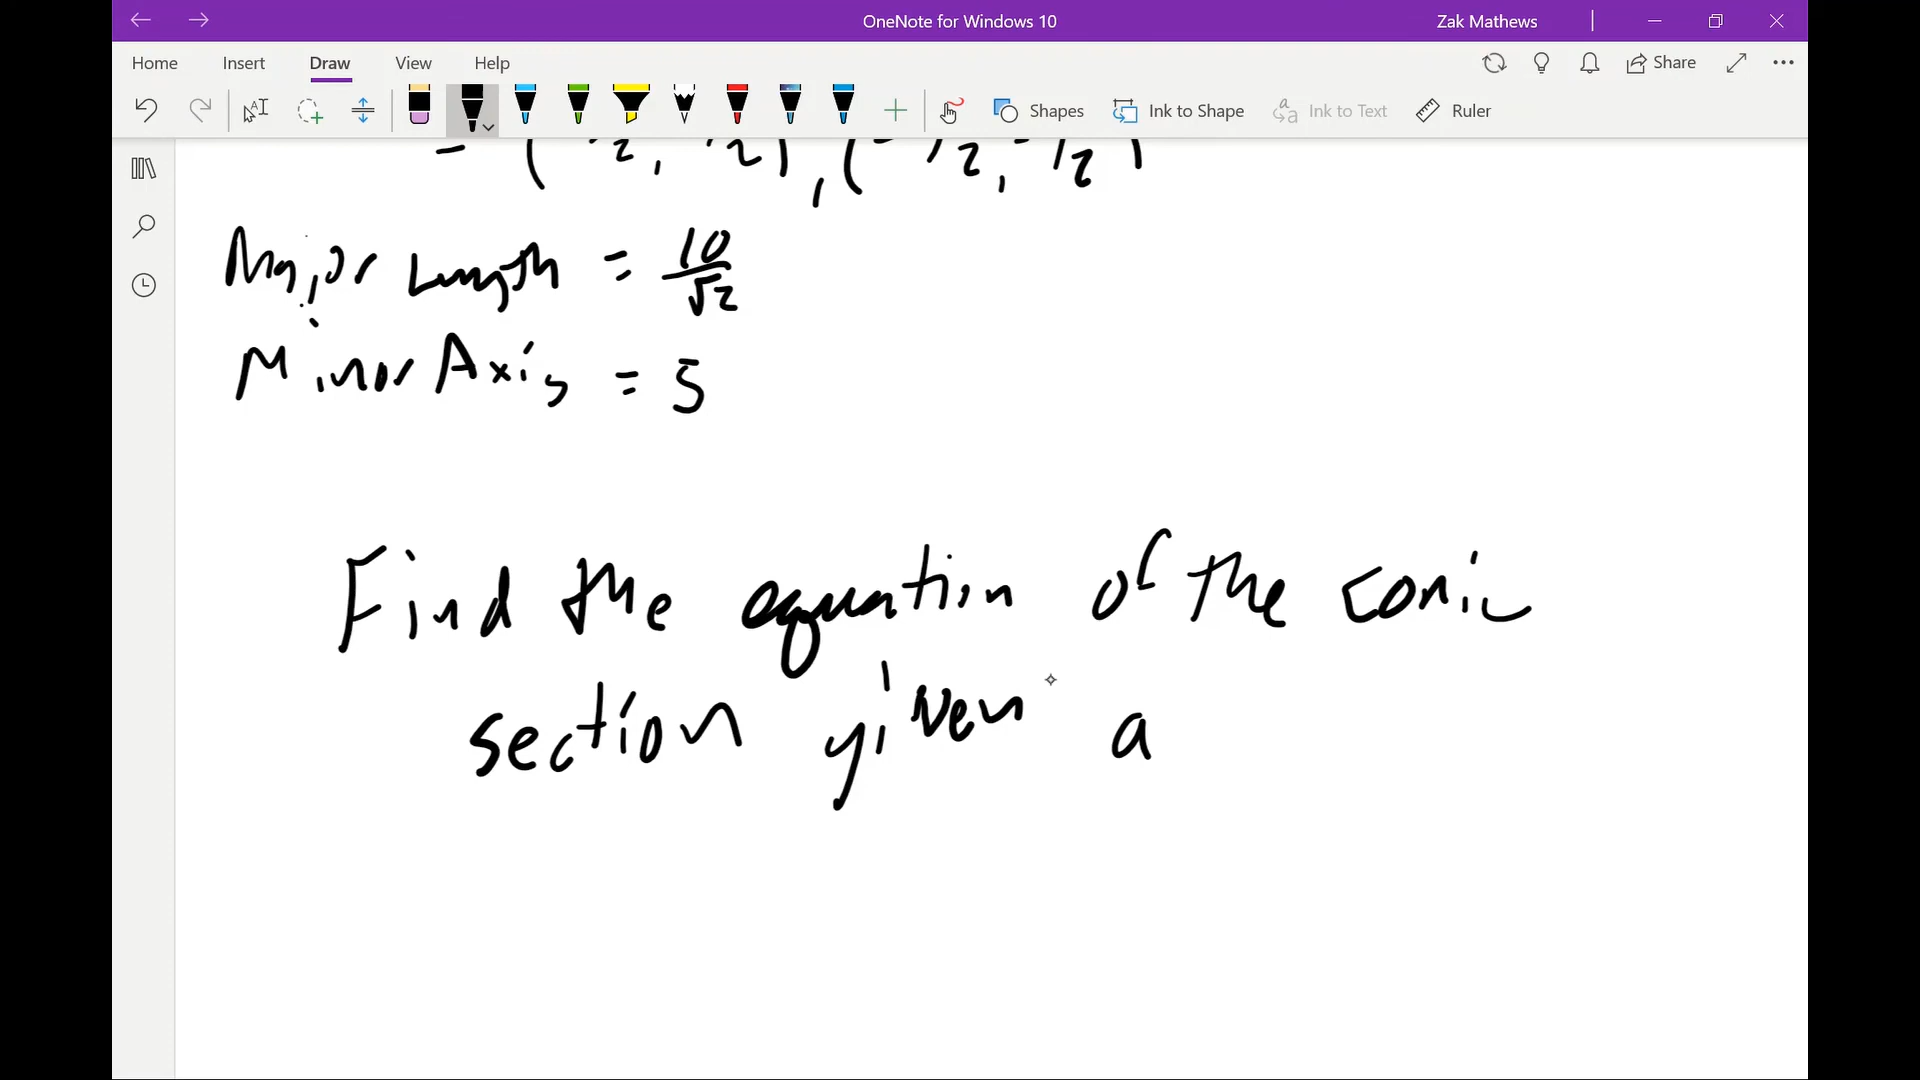 OneNote for Windows 10
Zak Mathews
Home Insert Draw View Help
Share
Shapes Ink to Shape Ink to Text Ruler
Major Length = 10/√2
Minor Axis = 5
Find the equation of the conic
section given a